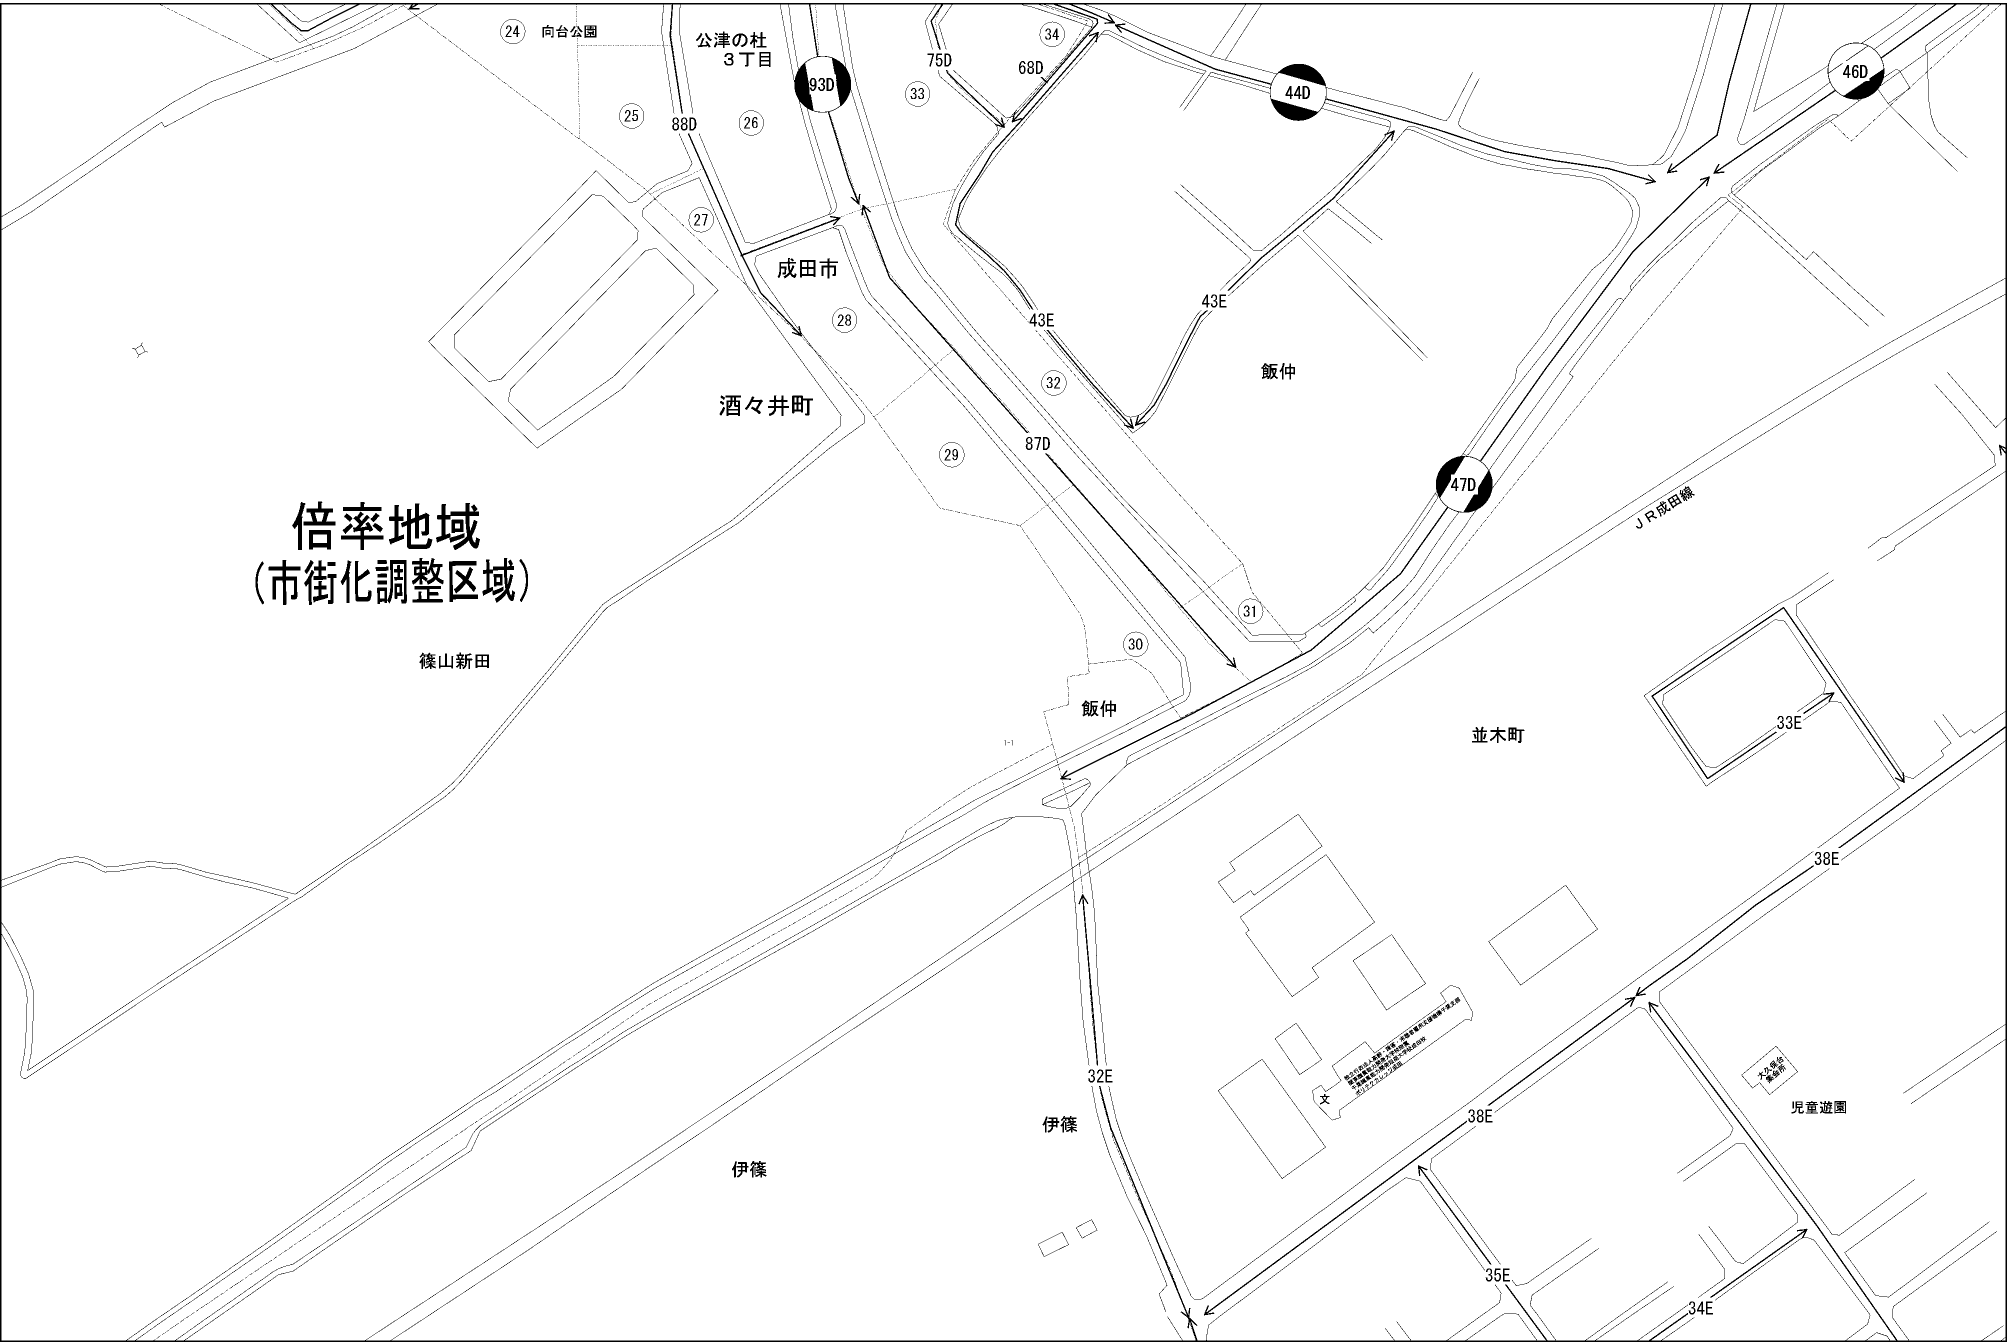 24
向台公園
公津の杜
3丁目
34
75D
68D
93D
44D
46D
33
25
88D
26
27
成田市
28
43E
43E
32
飯仲
酒々井町
87D
29
47D
JR成田線
倍率地域
(市街化調整区域)
31
30
篠山新田
飯仲
1-1
並木町
33E
38E
32E
文
大久保台
集会所
児童遊園
38E
伊篠
伊篠
35E
34E